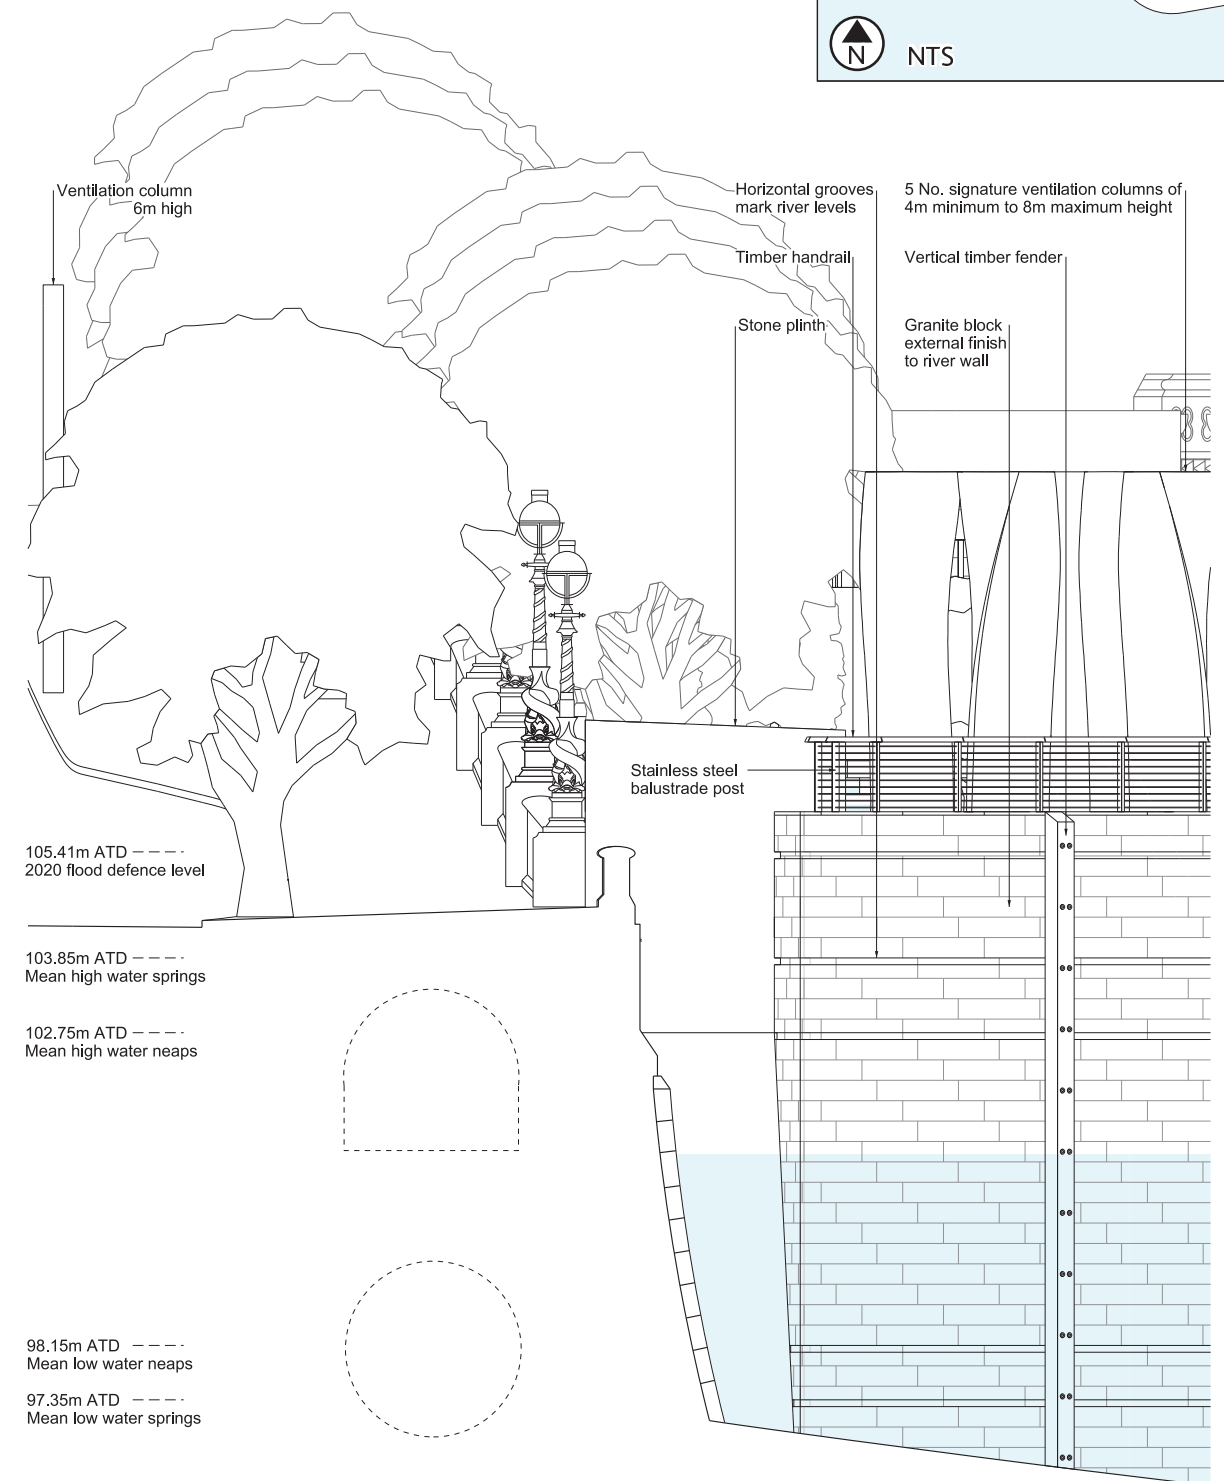 N
NTS
Ventilation column
6m high
Horizontal grooves
mark river levels
5 No. signature ventilation columns of
4m minimum to 8m maximum height
Timber handrail
Vertical timber fender
Stone plinth
Granite block
external finish
to river wall
Stainless steel
balustrade post
105.41m ATD
2020 flood defence level
103.85m ATD
Mean high water springs
102.75m ATD
Mean high water neaps
98.15m ATD
Mean low water neaps
97.35m ATD
Mean low water springs